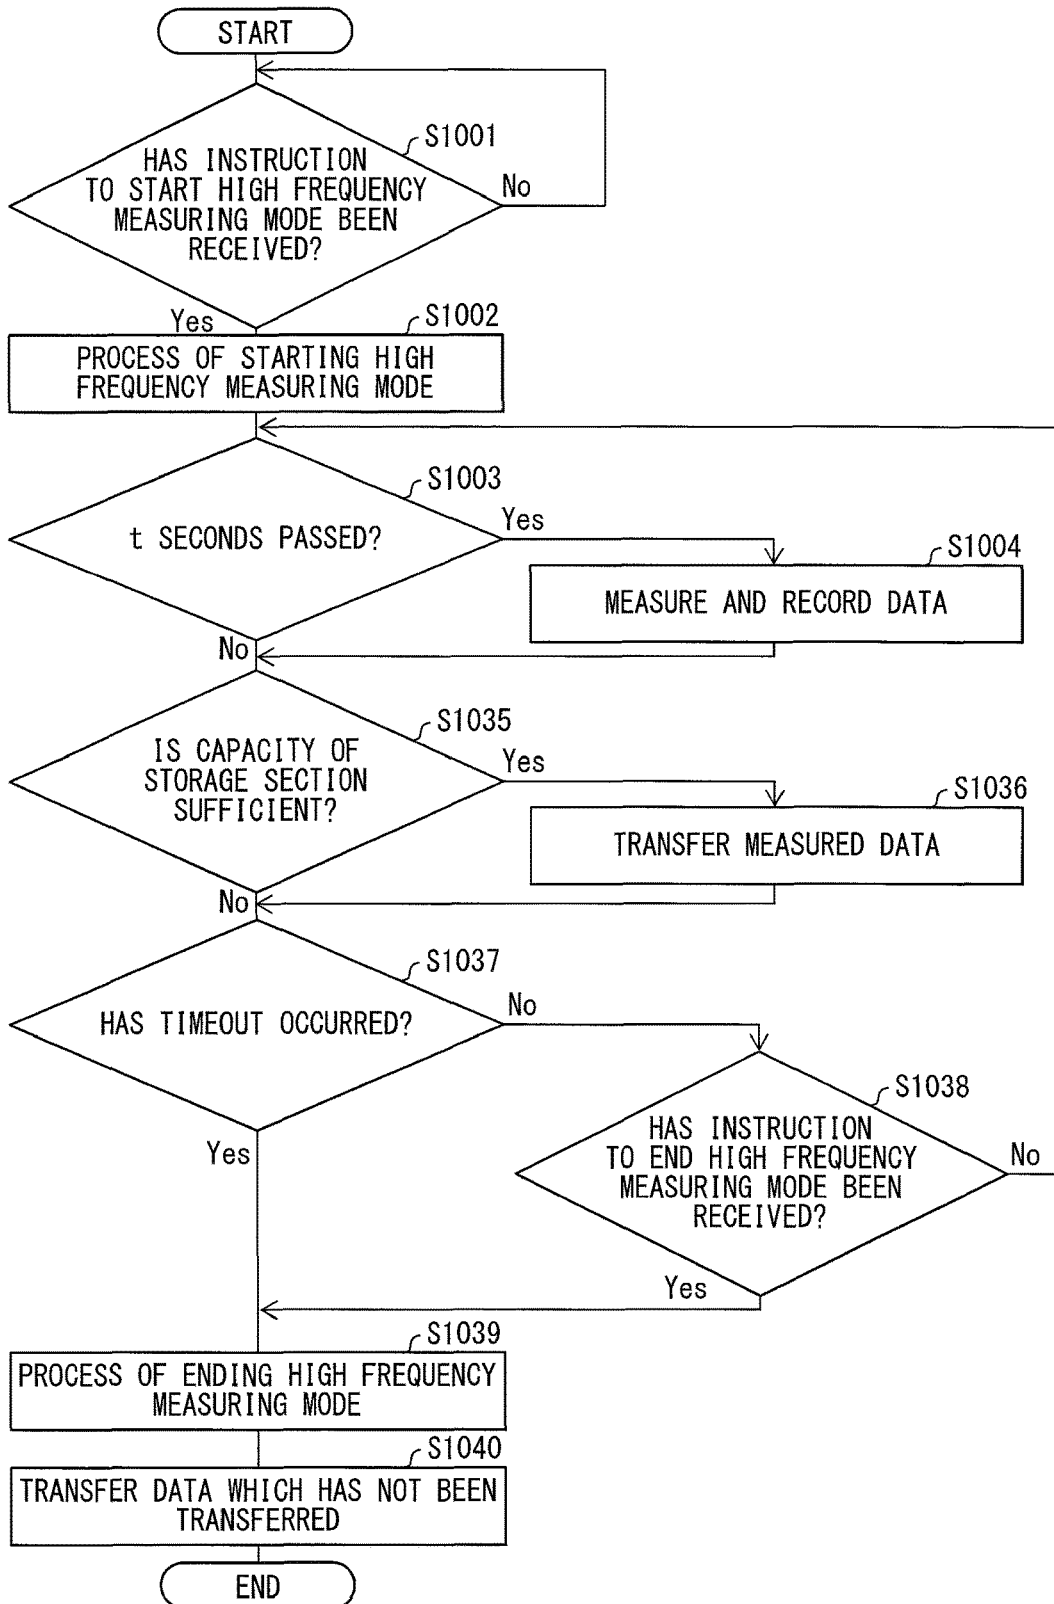 START
S1001
HAS INSTRUCTION
TO START HIGH FREQUENCY
MEASURING MODE BEEN
RECEIVED?
No
Yes
S1002
PROCESS OF STARTING HIGH
FREQUENCY MEASURING MODE
S1003
t SECONDS PASSED?
Yes
S1004
MEASURE AND RECORD DATA
No
S1035
IS CAPACITY OF
STORAGE SECTION
SUFFICIENT?
Yes
S1036
TRANSFER MEASURED DATA
No
S1037
HAS TIMEOUT OCCURRED?
No
S1038
HAS INSTRUCTION
TO END HIGH FREQUENCY
MEASURING MODE BEEN
RECEIVED?
No
Yes
Yes
S1039
PROCESS OF ENDING HIGH FREQUENCY
MEASURING MODE
S1040
TRANSFER DATA WHICH HAS NOT BEEN
TRANSFERRED
END